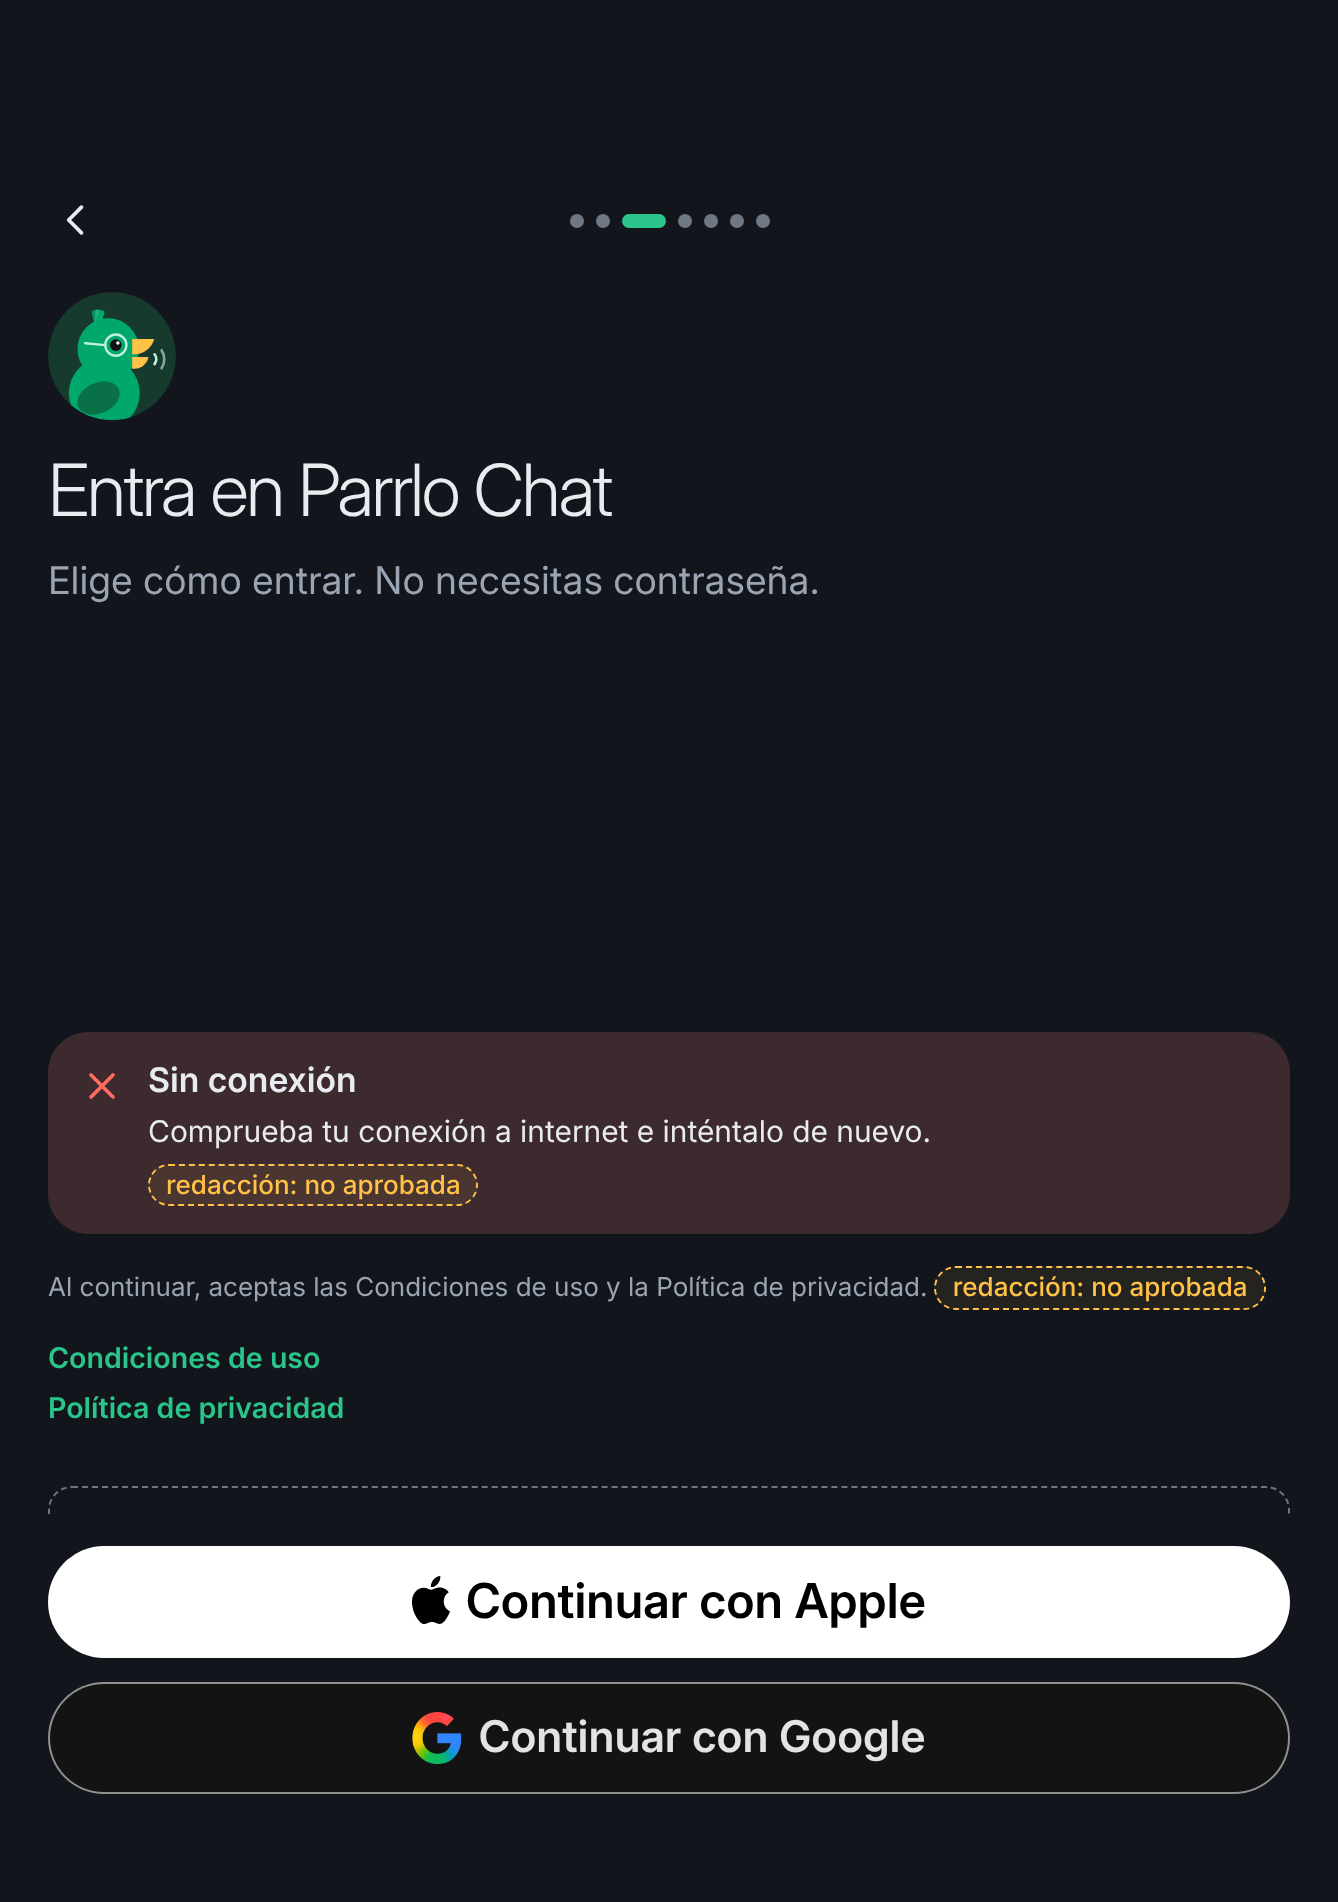 Entra en Parrlo Chat
Elige cómo entrar. No necesitas contraseña.
Sin conexión
Comprueba tu conexión a internet e inténtalo de nuevo.
redacción: no aprobada
Al continuar, aceptas las Condiciones de uso y la Política de privacidad. redacción: no aprobada
Condiciones de uso
Política de privacidad
Continuar con Apple
Continuar con Google